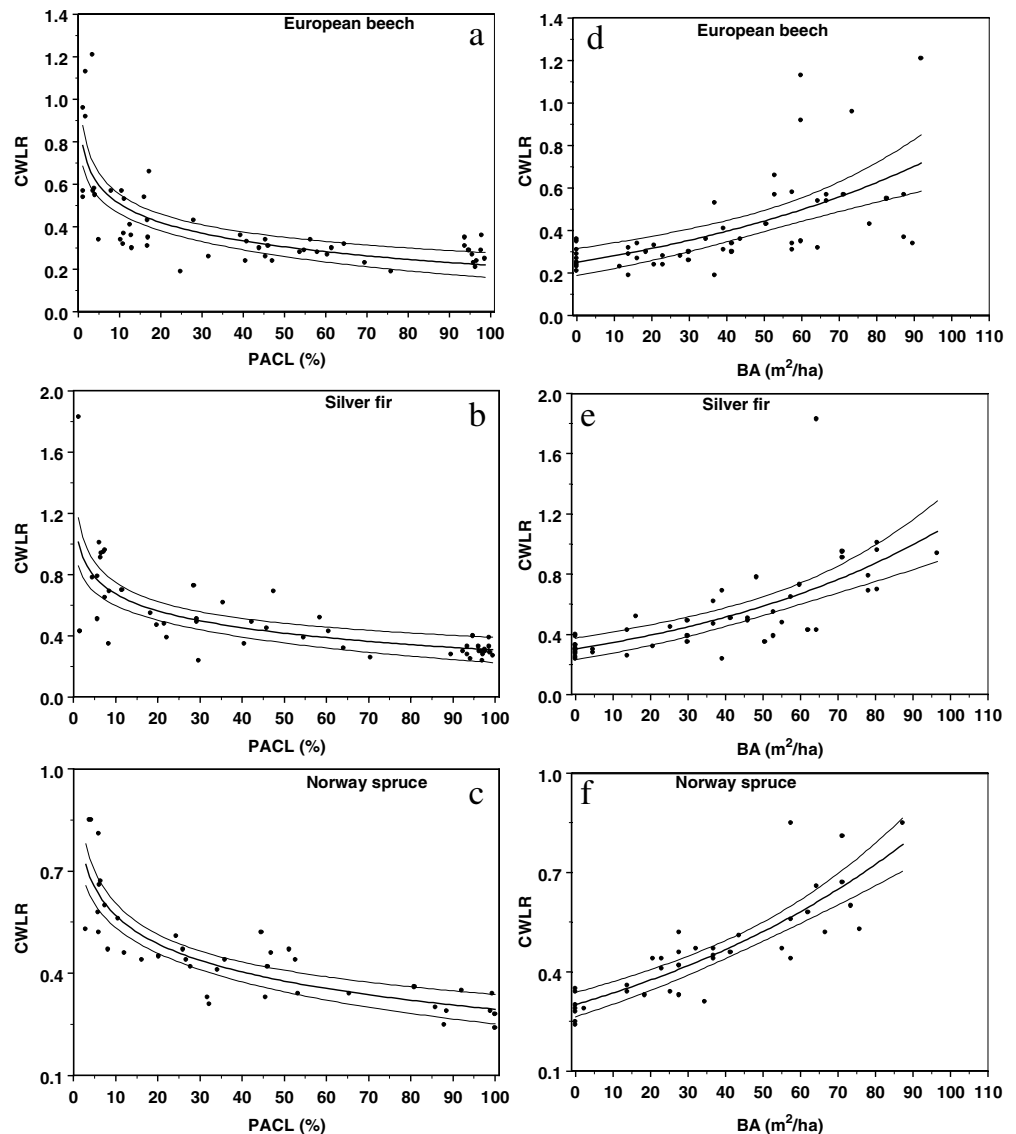 European beech
a
1.4
1.2
1.0
0.8
0.6
0.4
0.2
0.0
CWLR
0 10 20 30 40 50 60 70 80 90 100
PACL (%)
European beech
d
1.4
1.2
1.0
0.8
0.6
0.4
0.2
0.0
CWLR
0 10 20 30 40 50 60 70 80 90 100 110
BA (m²/ha)
Silver fir
b
2.0
1.6
1.2
0.8
0.4
0.0
CWLR
0 10 20 30 40 50 60 70 80 90 100
PACL (%)
Silver fir
e
2.0
1.6
1.2
0.8
0.4
0.0
CWLR
0 10 20 30 40 50 60 70 80 90 100 110
BA (m²/ha)
Norway spruce
c
1.0
0.7
0.4
0.1
CWLR
0 10 20 30 40 50 60 70 80 90 100
PACL (%)
Norway spruce
f
1.0
0.7
0.4
0.1
CWLR
0 10 20 30 40 50 60 70 80 90 100 110
BA (m²/ha)